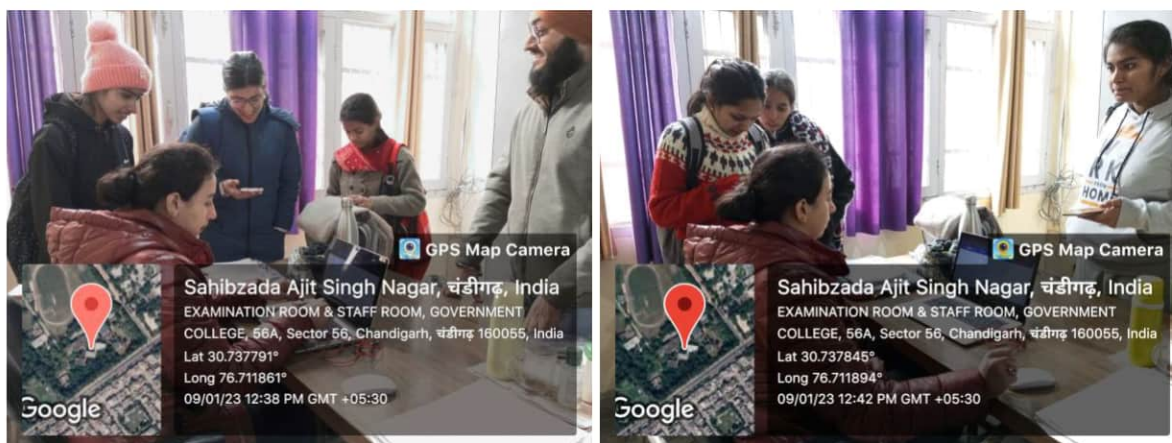 GPS Map Camera
Sahibzada Ajit Singh Nagar, चंडीगढ़, India
EXAMINATION ROOM & STAFF ROOM, GOVERNMENT
COLLEGE, 56A, Sector 56, Chandigarh, चंडीगढ़ 160055, India
Lat 30.737791°
Long 76.711861°
09/01/23 12:38 PM GMT +05:30
Google
HOM
GPS Map Camera
Sahibzada Ajit Singh Nagar, चंडीगढ़, India
EXAMINATION ROOM & STAFF ROOM, GOVERNMENT
COLLEGE, 56A, Sector 56, Chandigarh, चंडीगढ़ 160055, India
Lat 30.737845°
Long 76.711894°
09/01/23 12:42 PM GMT +05:30
Google